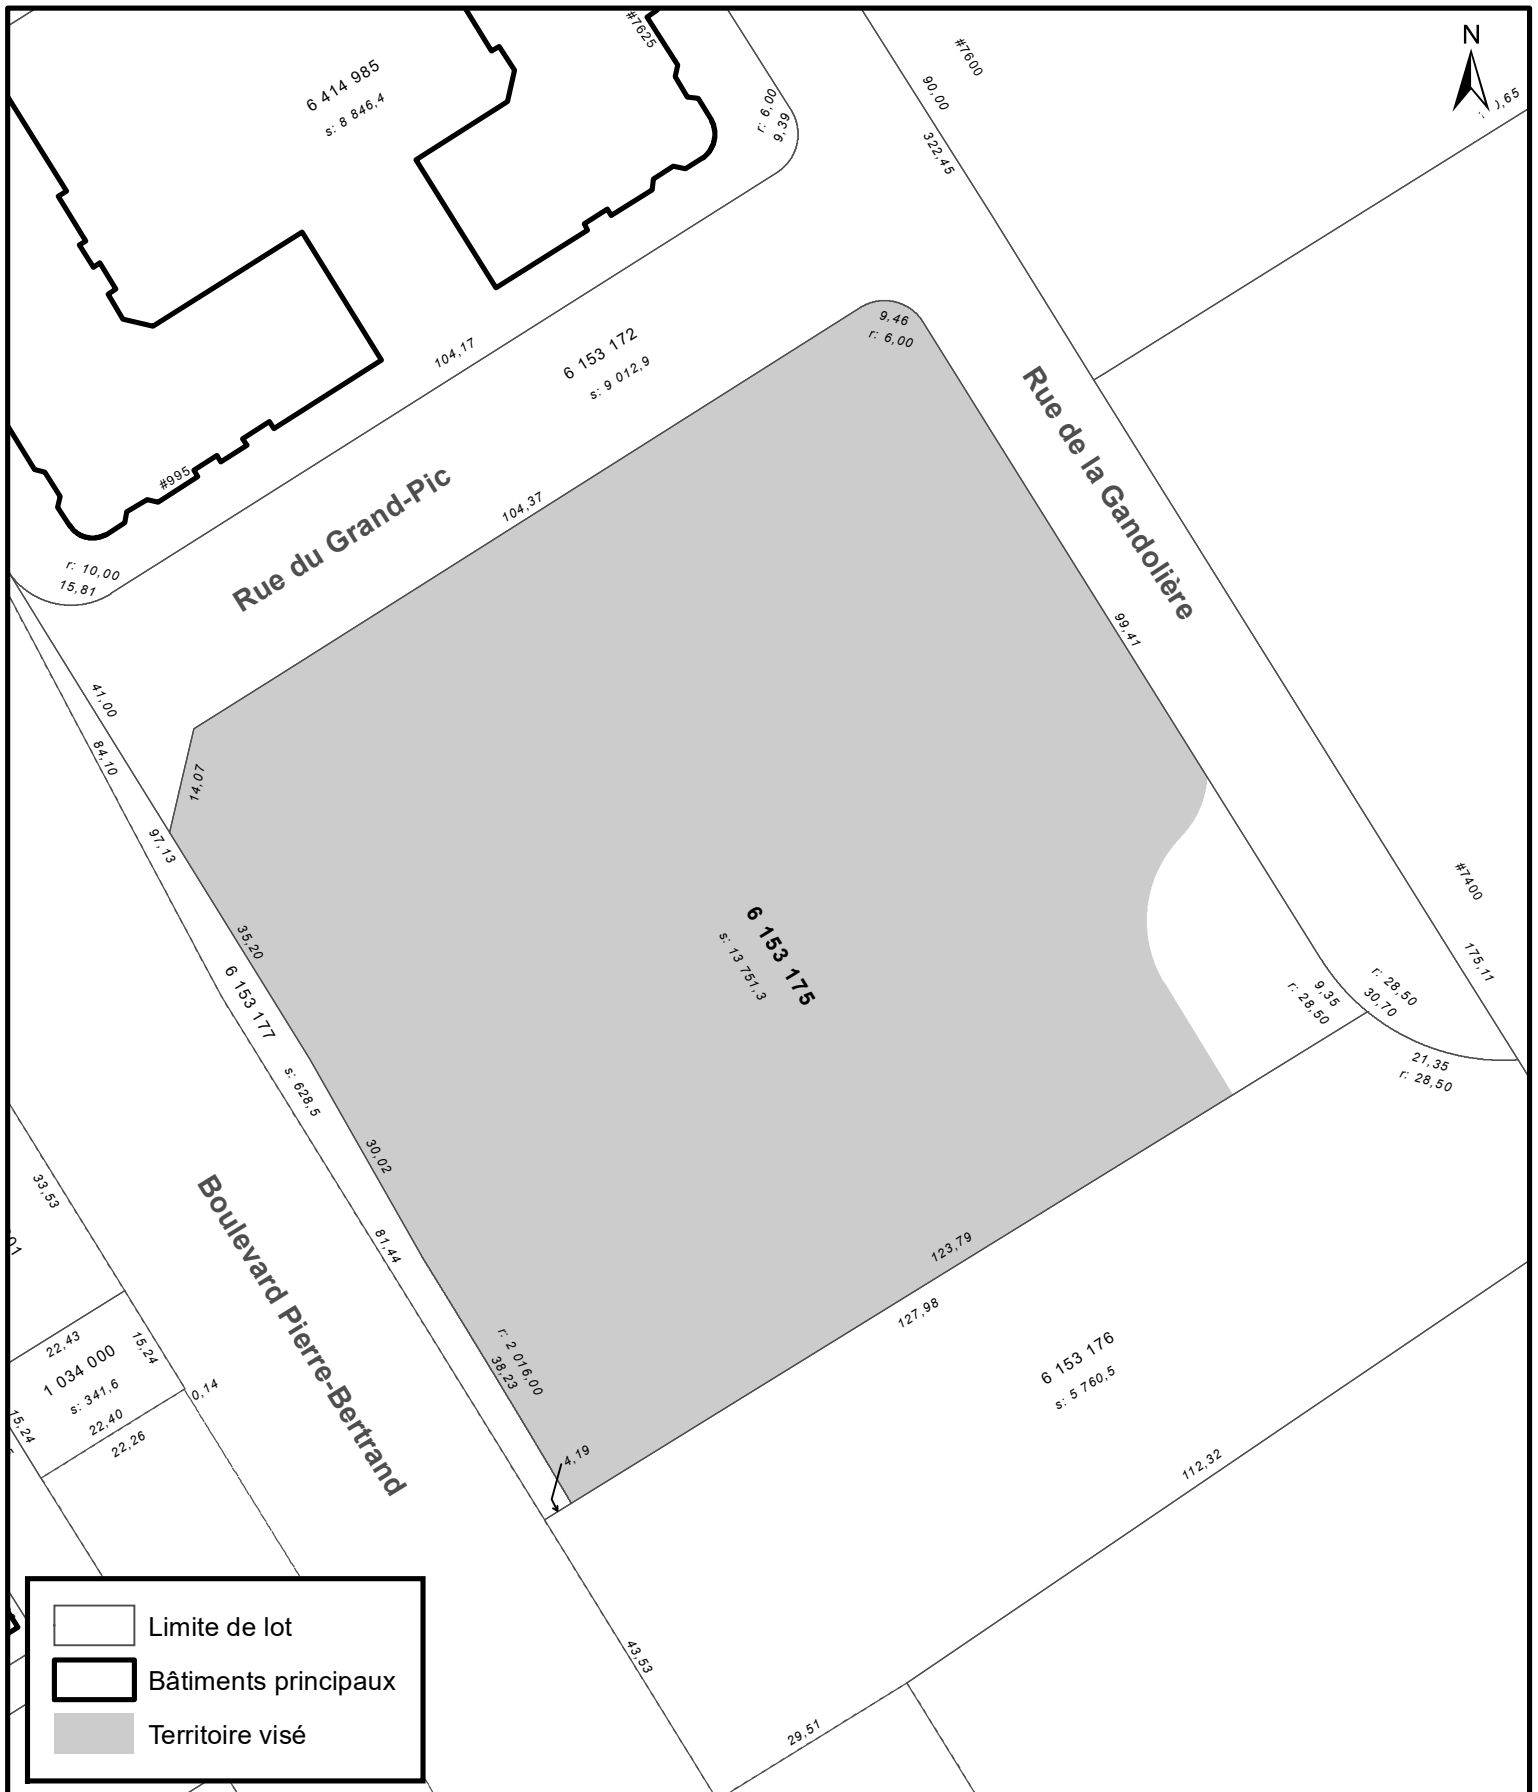 #7625
#7600
N
6 414 985
s: 8 846,4
90,00
,65
r: 6,00
9,39
322,45
9,46
r: 6,00
104,17
6 153 172
s: 9 012,9
Rue de la Gandolière
#995
Rue du Grand-Pic
104,37
r: 10,00
15,81
99,41
41,00
84,10
14,07
97,13
#7400
6 153 175
s: 13 751,3
35,20
175,11
6 153 177
s: 628,5
r: 28,50
30,70
9,35
r: 28,50
21,35
r: 28,50
30,02
33,53
Boulevard Pierre-Bertrand
81,44
123,79
127,98
22,43
15,24
1 034 000
s: 341,6
0,14
22,40
22,26
15,24
r: 2 016,00
38,23
6 153 176
s: 5 760,5
4,19
112,32
43,53
29,51
Limite de lot
Bâtiments principaux
Territoire visé